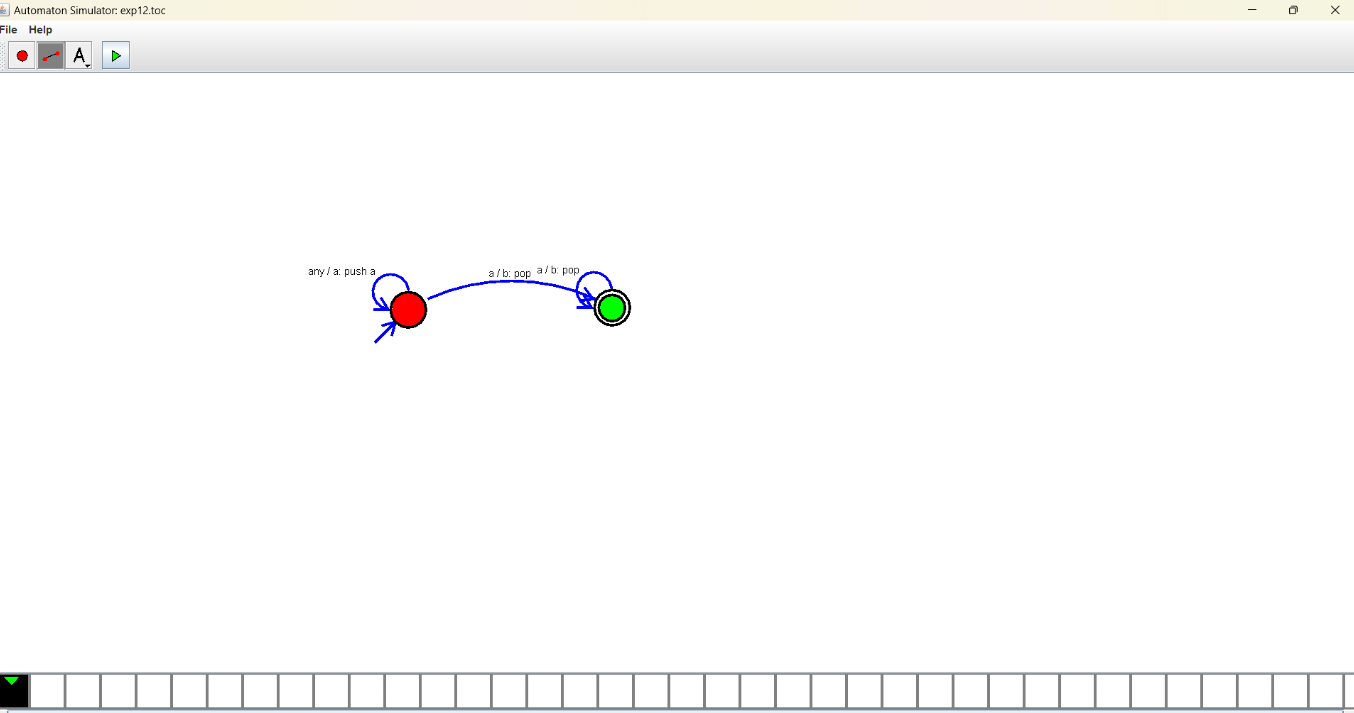 Automaton Simulator: exp12.toc
File Help
A
any / a: push a
a / b: pop
a / b: pop